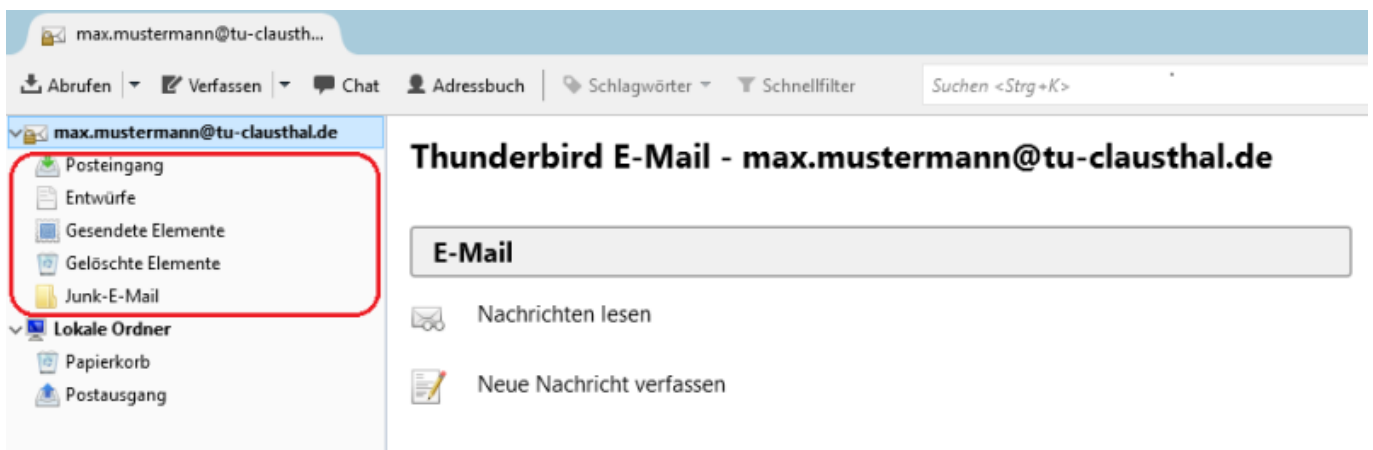 max.mustermann@tu-clausth...
Abrufen Verfassen Chat Adressbuch Schlagwörter Schnellfilter Suchen <Strg+K>
max.mustermann@tu-clausthal.de
Posteingang
Entwürfe
Gesendete Elemente
Gelöschte Elemente
Junk-E-Mail
Lokale Ordner
Papierkorb
Postausgang
Thunderbird E-Mail - max.mustermann@tu-clausthal.de
E-Mail
Nachrichten lesen
Neue Nachricht verfassen